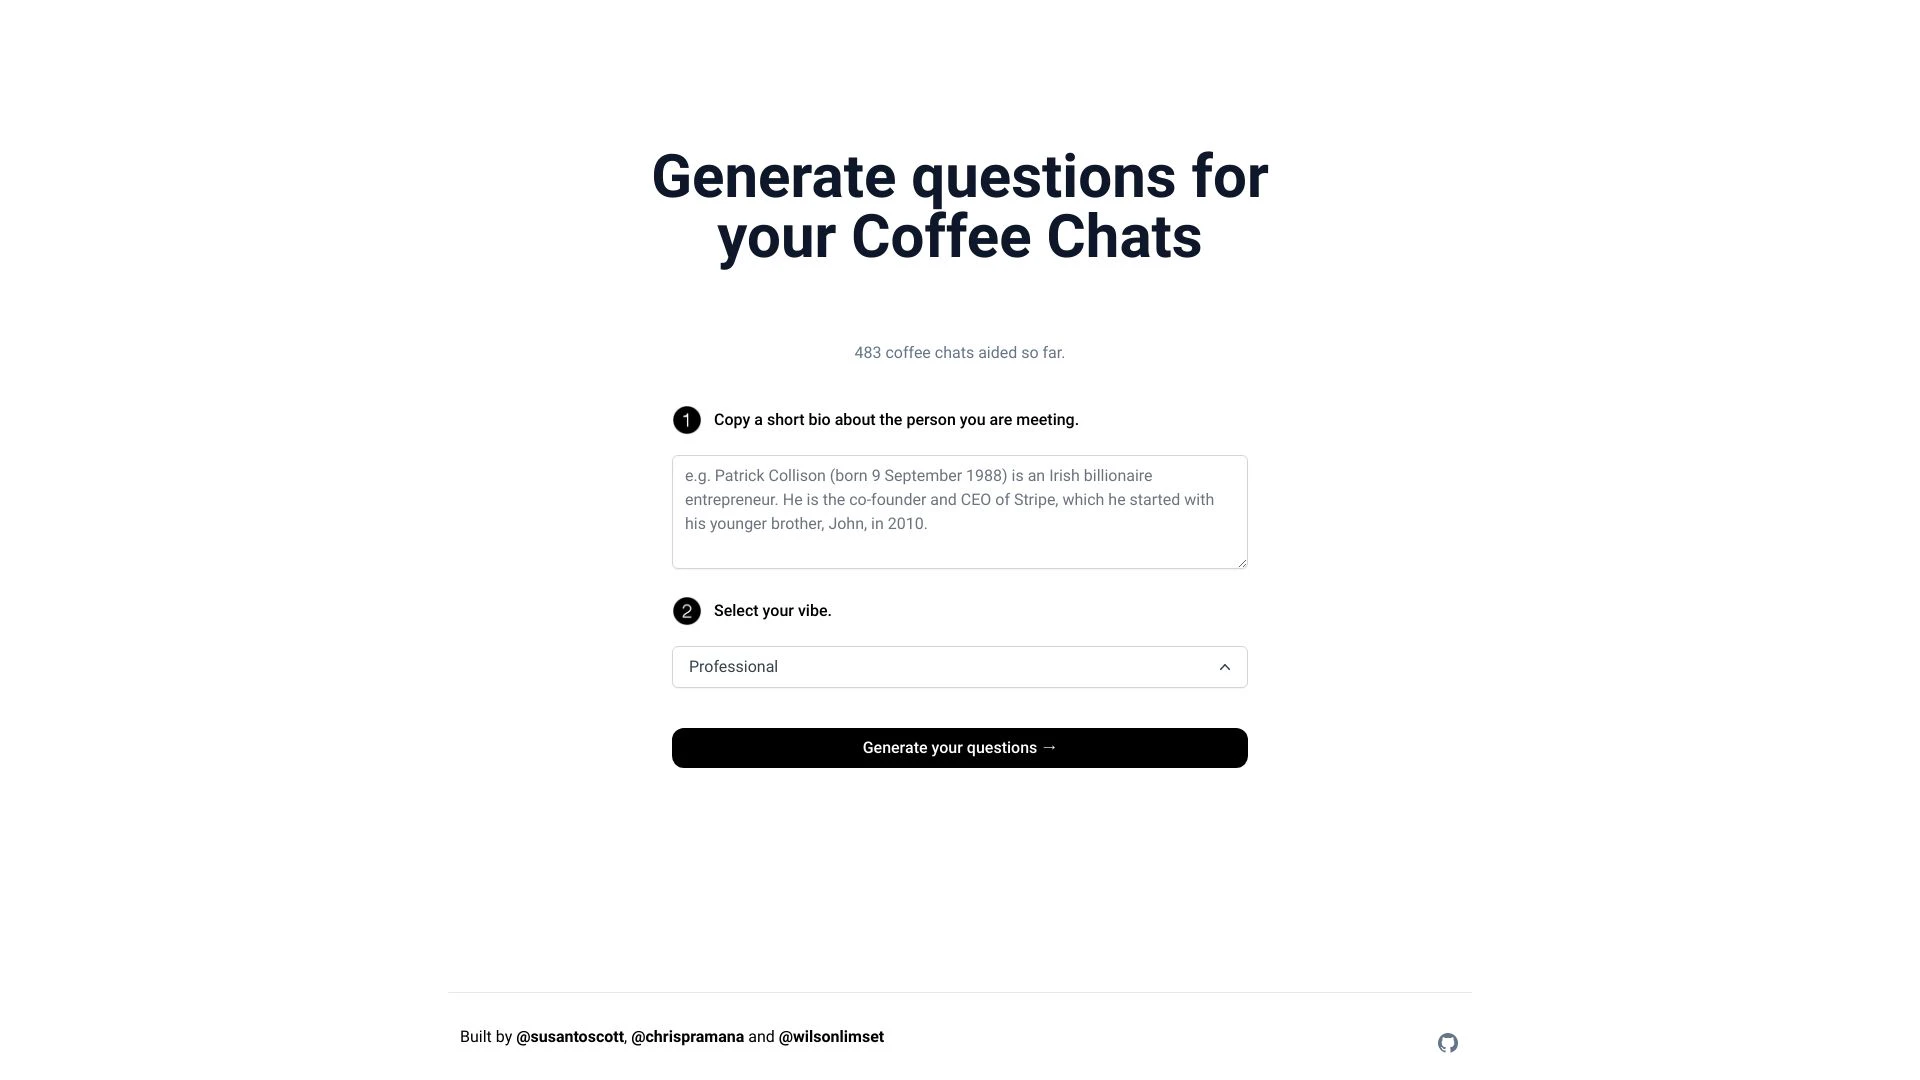 Generate questions for
your Coffee Chats
483 coffee chats aided so far.
1 Copy a short bio about the person you are meeting.
e.g. Patrick Collison (born 9 September 1988) is an Irish billionaire
entrepreneur. He is the co-founder and CEO of Stripe, which he started with
his younger brother, John, in 2010.
2 Select your vibe.
Professional
Generate your questions →
Built by @susantoscott, @chrispramana and @wilsonlimset